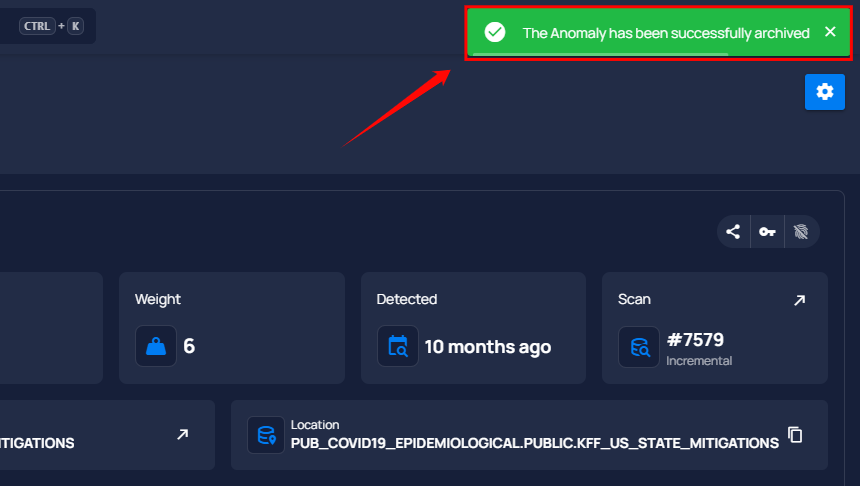 CTRL + K
The Anomaly has been successfully archived
Weight
6
Detected
10 months ago
Scan
#7579
Incremental
TIGATIONS
Location
PUB_COVID19_EPIDEMIOLOGICAL.PUBLIC.KFF_US_STATE_MITIGATIONS